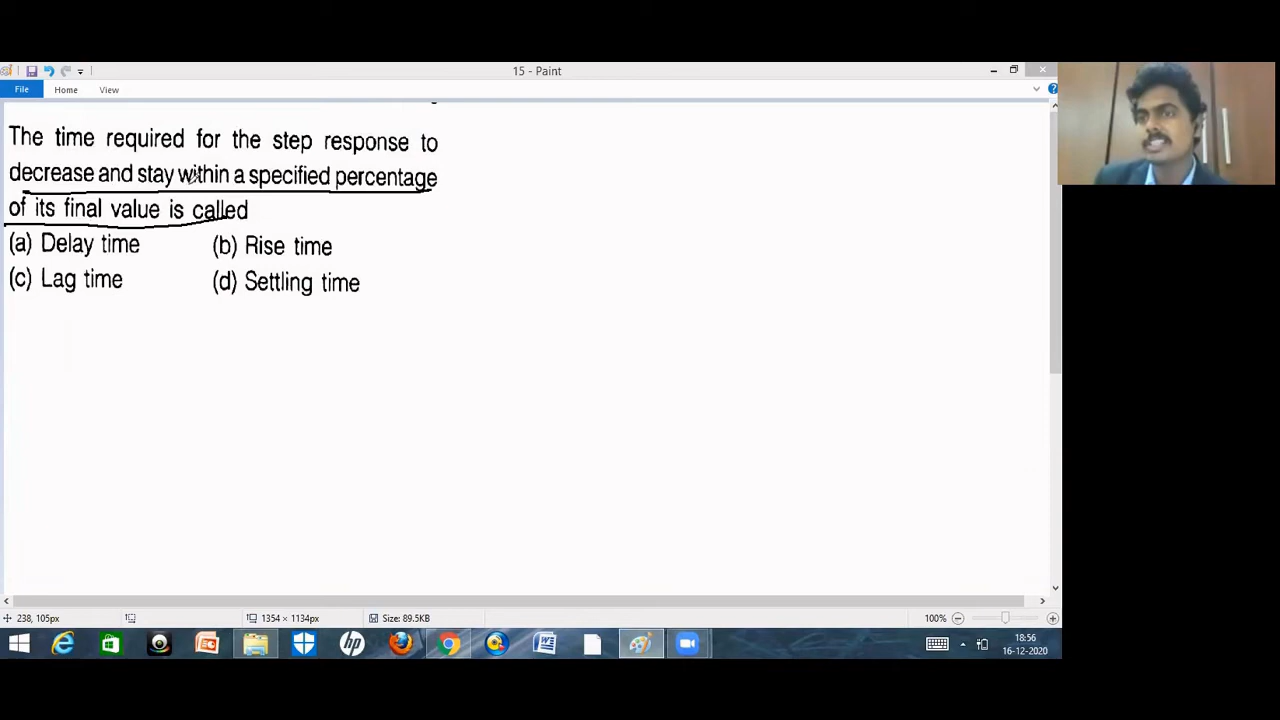 15 - Paint
File Home View
The time required for the step response to
decrease and stay within a specified percentage
of its final value is called
(a) Delay time (b) Rise time
(c) Lag time (d) Settling time
238, 105px 1354 × 1134px Size: 89.5KB 100%
18:56
16-12-2020